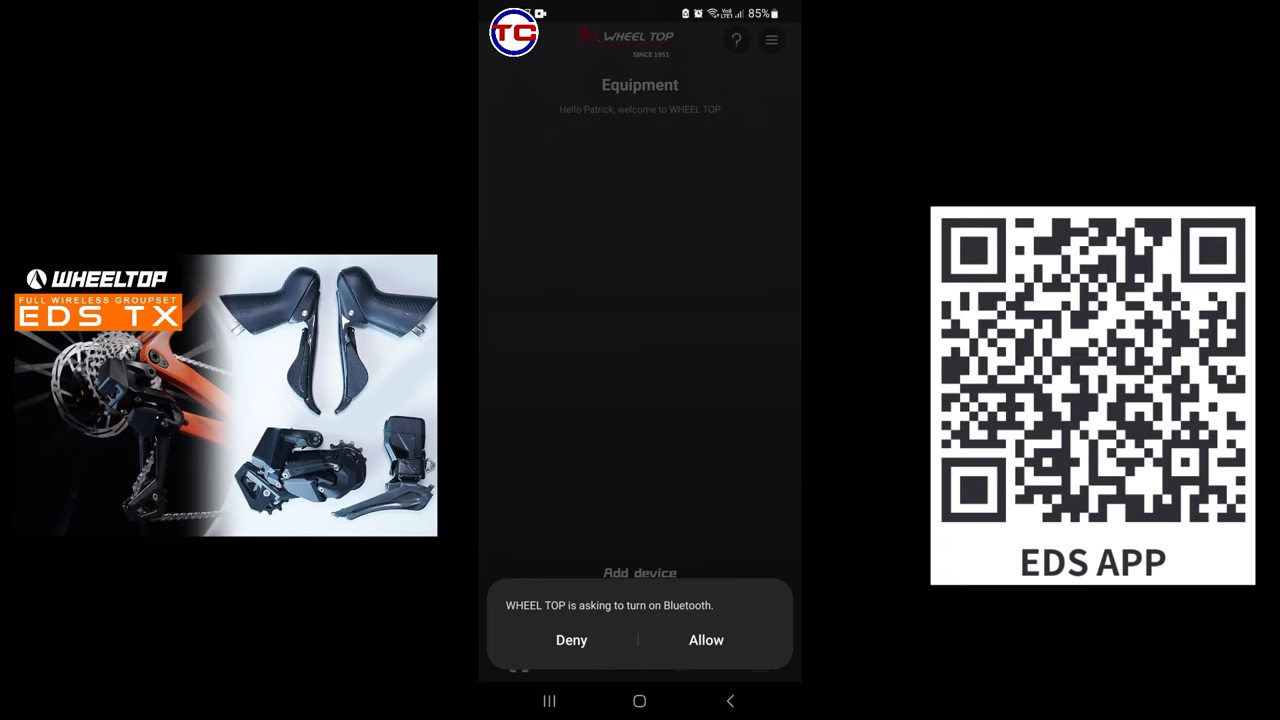 WHEELTOP
FULL WIRELESS GROUPSET
EDS TX
TC
85%
WHEEL TOP
SINCE 1951
?
Equipment
Hello Patrick, welcome to WHEEL TOP
Add device
WHEEL TOP is asking to turn on Bluetooth.
Deny
Allow
EDS APP